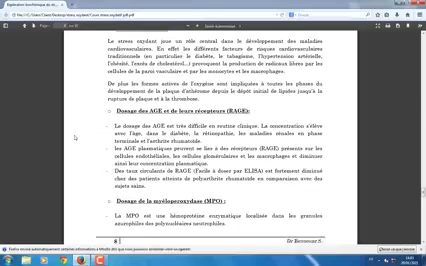 Le stress oxydant joue un rôle central dans le développement des maladies
cardiovasculaires. En effet les différents facteur de risques cardiovasculaires
traditionnels (en particulier le diabète, le tabagisme, l'hypertension artérielle,
l'obésité, l'excès de cholestérol...) provoquent la production de radicaux libres par les
cellules de la paroi vasculaire et par les monocytes et les macrophages.
De plus les formes actives de l'oxygène sont impliquées à toutes les phases du
développement de la plaque d'athérome depuis le dépôt initial de lipides jusqu'à la
rupture de plaque et à la thrombose.
o Dosage des AGE et de leurs récepteurs (RAGE):
- Le dosage des AGE est très difficile en routine clinique. La concentration s'élève
avec l'âge, dans le diabète, la rétinopathie, les maladies rénales en phase
terminale et l'arthrite rhumatoïde.
- les AGE plasmatiques peuvent se lier à des récepteurs (RAGE) présents sur les
cellules endothéliales, les cellules glomérulaires et les macrophages et diminuer
ainsi leur concentration plasmatique.
- Des taux circulants de RAGE (Facile à doser par ELISA) est fortement diminué
chez des patients atteints de polyarthrite rhumatoïde en comparaison avec des
sujets sains.
o Dosage de la myéloperoxydase (MPO) :
- La MPO est une hémoprotéine enzymatique localisée dans les granules
azurophiles des polynucléaires neutrophiles.
8 | Dr Berrouane S.
FR